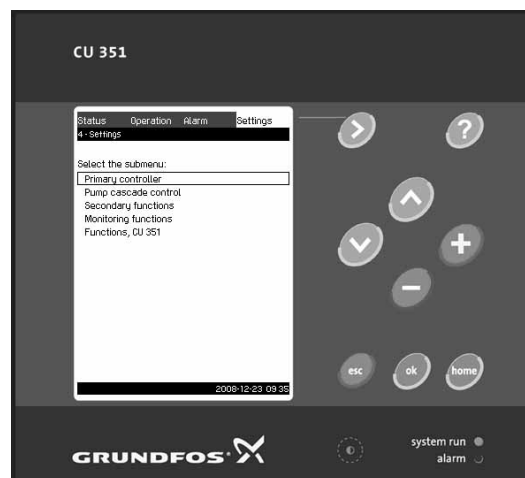 CU 351
Status Operation Alarm Settings
4 - Settings
Select the submenu:
Primary controller
Pump cascade control
Secondary functions
Monitoring functions
Functions, CU 351
2008-12-23 09:35
?
+
−
esc ok home
GRUNDFOS
system run
alarm